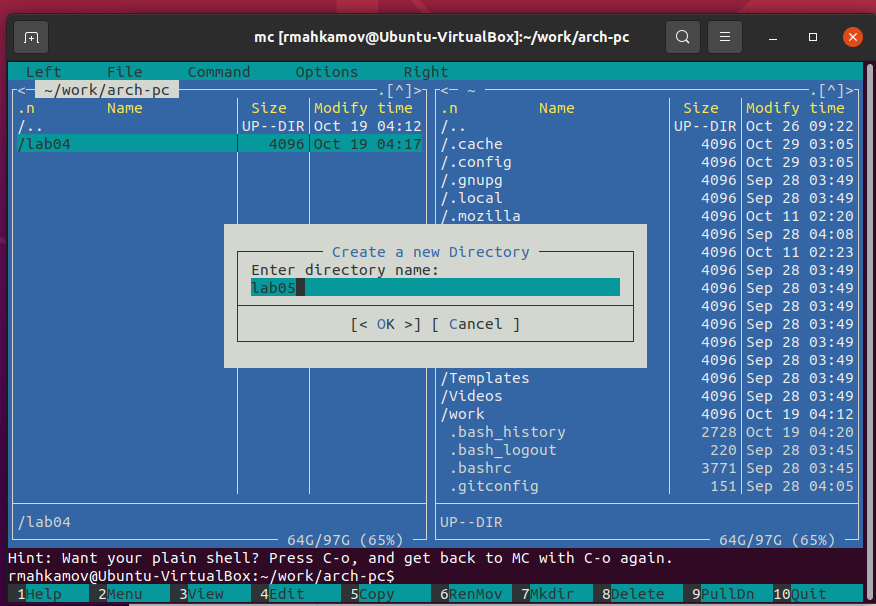 mc [rmahkamov@Ubuntu-VirtualBox]:~/work/arch-pc
Left File Command Options Right
<─ ~/work/arch-pc .[^]> <─ ~ .[^]>
.n Name Size Modify time .n Name Size Modify time
/.. UP--DIR Oct 19 04:12 /.. UP--DIR Oct 26 09:22
/lab04 4096 Oct 19 04:17 /.cache 4096 Oct 29 03:05
/.config 4096 Oct 29 03:05
/.gnupg 4096 Sep 28 03:49
/.local 4096 Sep 28 03:49
/.mozilla 4096 Oct 11 02:20
4096 Sep 28 04:08
Create a new Directory 4096 Oct 11 02:23
Enter directory name: 4096 Sep 28 03:49
lab05 4096 Sep 28 03:49
4096 Sep 28 03:49
[< OK >] [ Cancel ] 4096 Sep 28 03:49
4096 Sep 28 03:49
4096 Sep 28 03:49
/Templates 4096 Sep 28 03:49
/Videos 4096 Sep 28 03:49
/work 4096 Oct 19 04:12
.bash_history 2728 Oct 19 04:20
.bash_logout 220 Sep 28 03:45
.bashrc 3771 Sep 28 03:45
.gitconfig 151 Sep 28 04:05
/lab04 UP--DIR
64G/97G (65%) 64G/97G (65%)
Hint: Want your plain shell? Press C-o, and get back to MC with C-o again.
rmahkamov@Ubuntu-VirtualBox:~/work/arch-pc$
1Help 2Menu 3View 4Edit 5Copy 6RenMov 7Mkdir 8Delete 9PullDn 10Quit